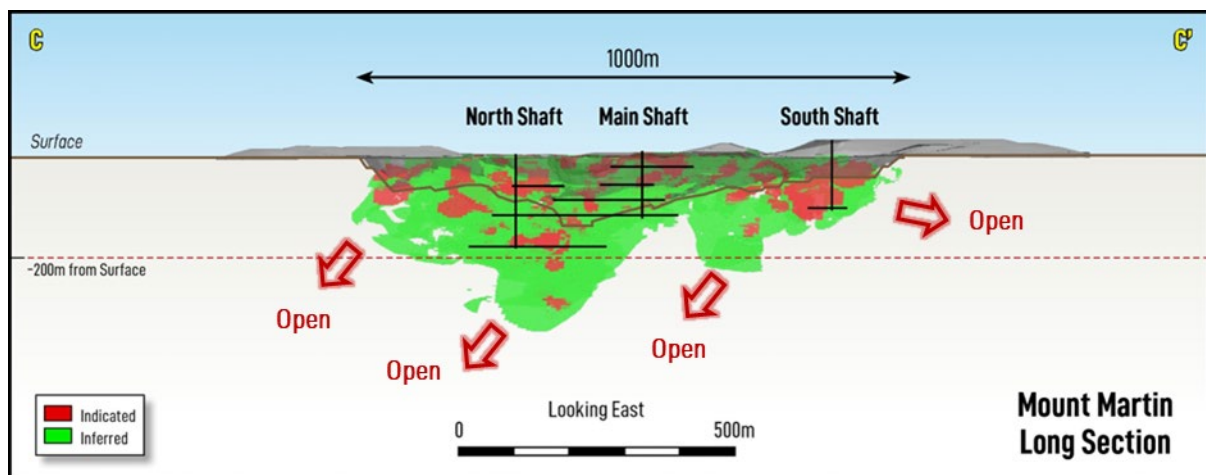 C
C'
1000m
North Shaft
Main Shaft
South Shaft
Surface
Open
-200m from Surface
Open
Open
Open
Indicated
Inferred
Looking East
0
500m
Mount Martin
Long Section